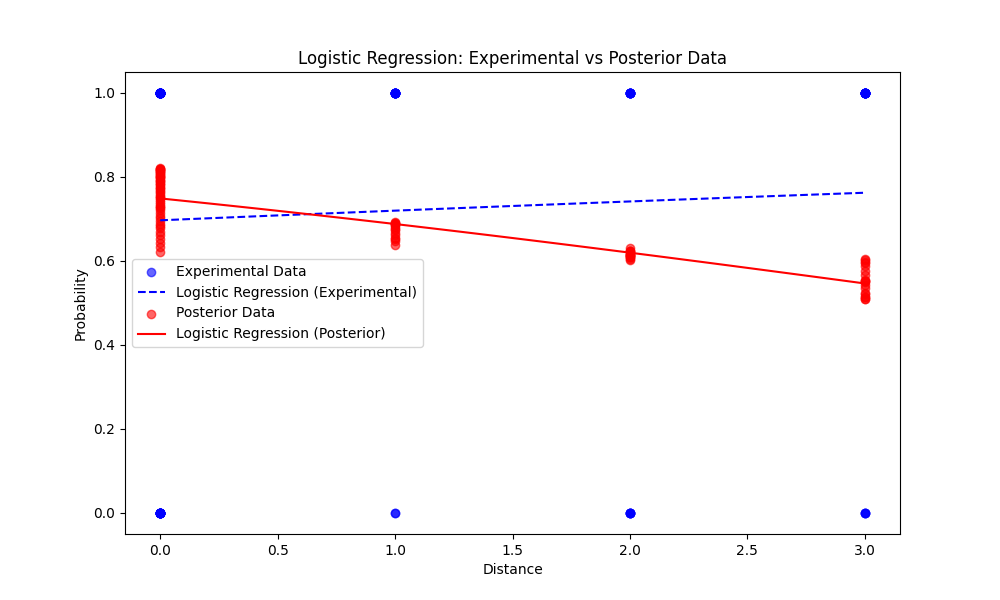 Logistic Regression: Experimental vs Posterior Data
Probability
1.0
0.8
0.6
0.4
0.2
0.0
Experimental Data
Logistic Regression (Experimental)
Posterior Data
Logistic Regression (Posterior)
0.0 0.5 1.0 1.5 2.0 2.5 3.0
Distance